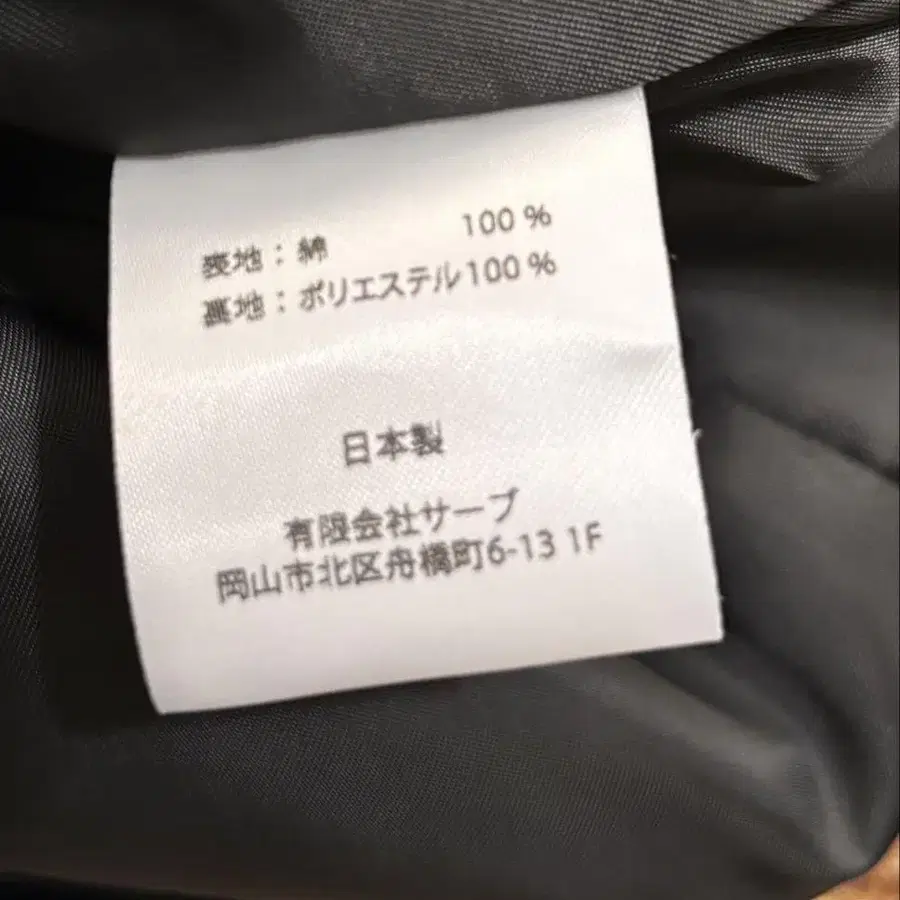 表地：綿 100 %
裏地：ポリエステル100 %
日本製
有限会社サーブ
岡山市北区舟橋町6-13 1F